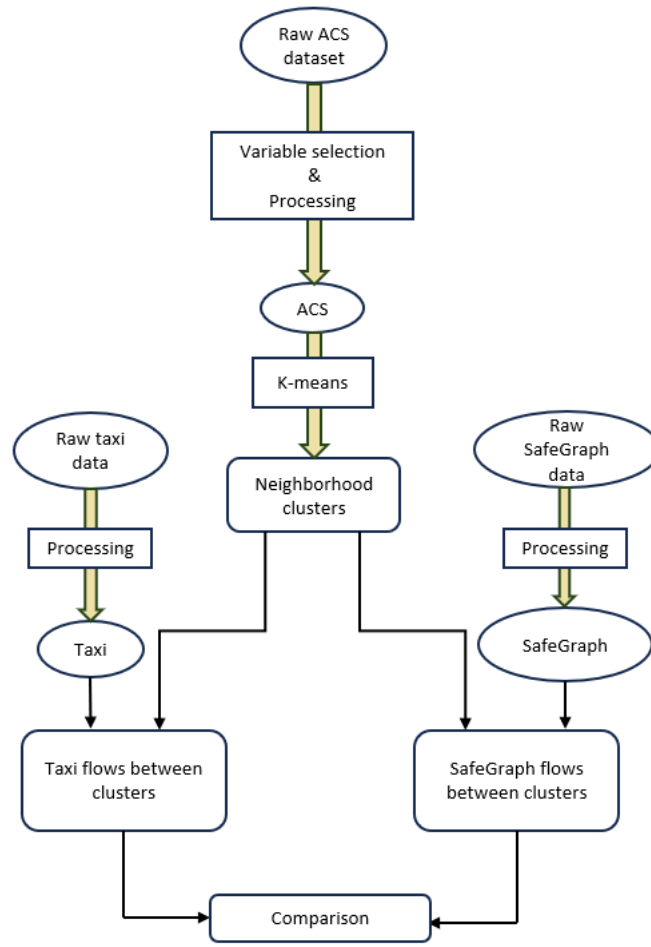 Raw ACS
dataset
Variable selection
&
Processing
ACS
K-means
Raw taxi
data
Raw
SafeGraph
data
Neighborhood
clusters
Processing
Processing
Taxi
SafeGraph
Taxi flows between
clusters
SafeGraph flows
between clusters
Comparison